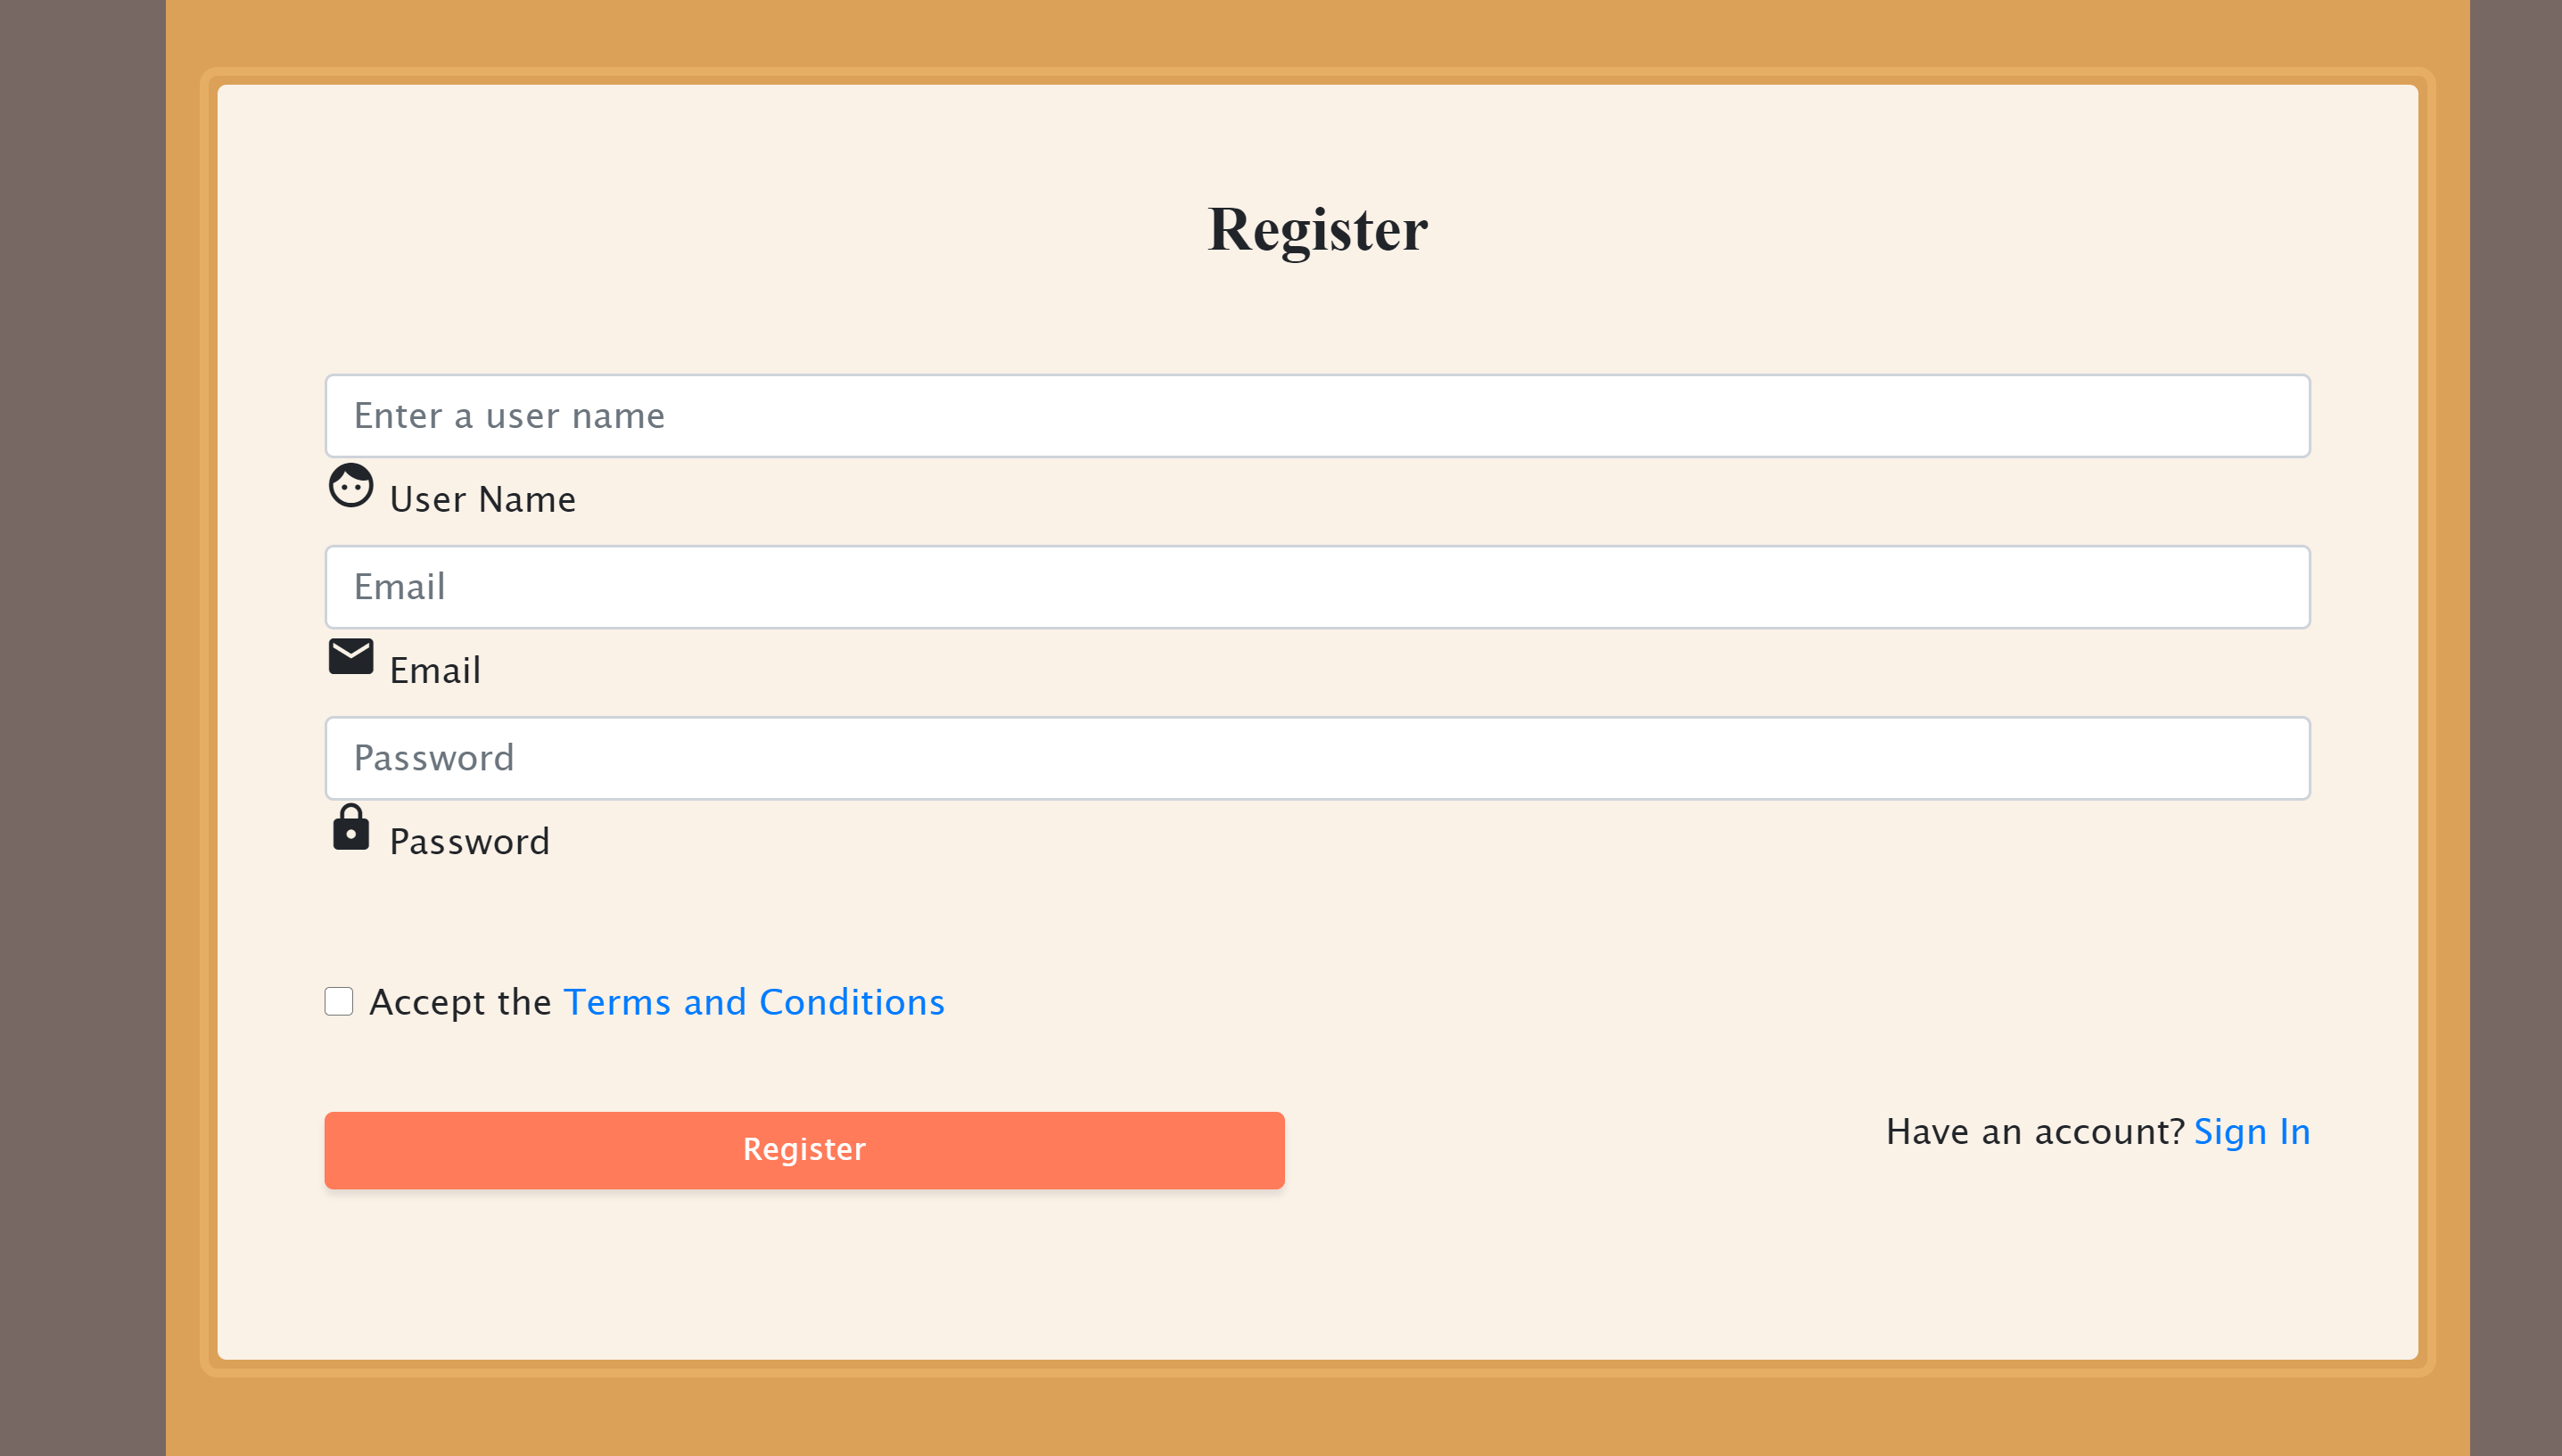 Register
Enter a user name
User Name
Email
Email
Password
Password
Accept the Terms and Conditions
Register
Have an account? Sign In